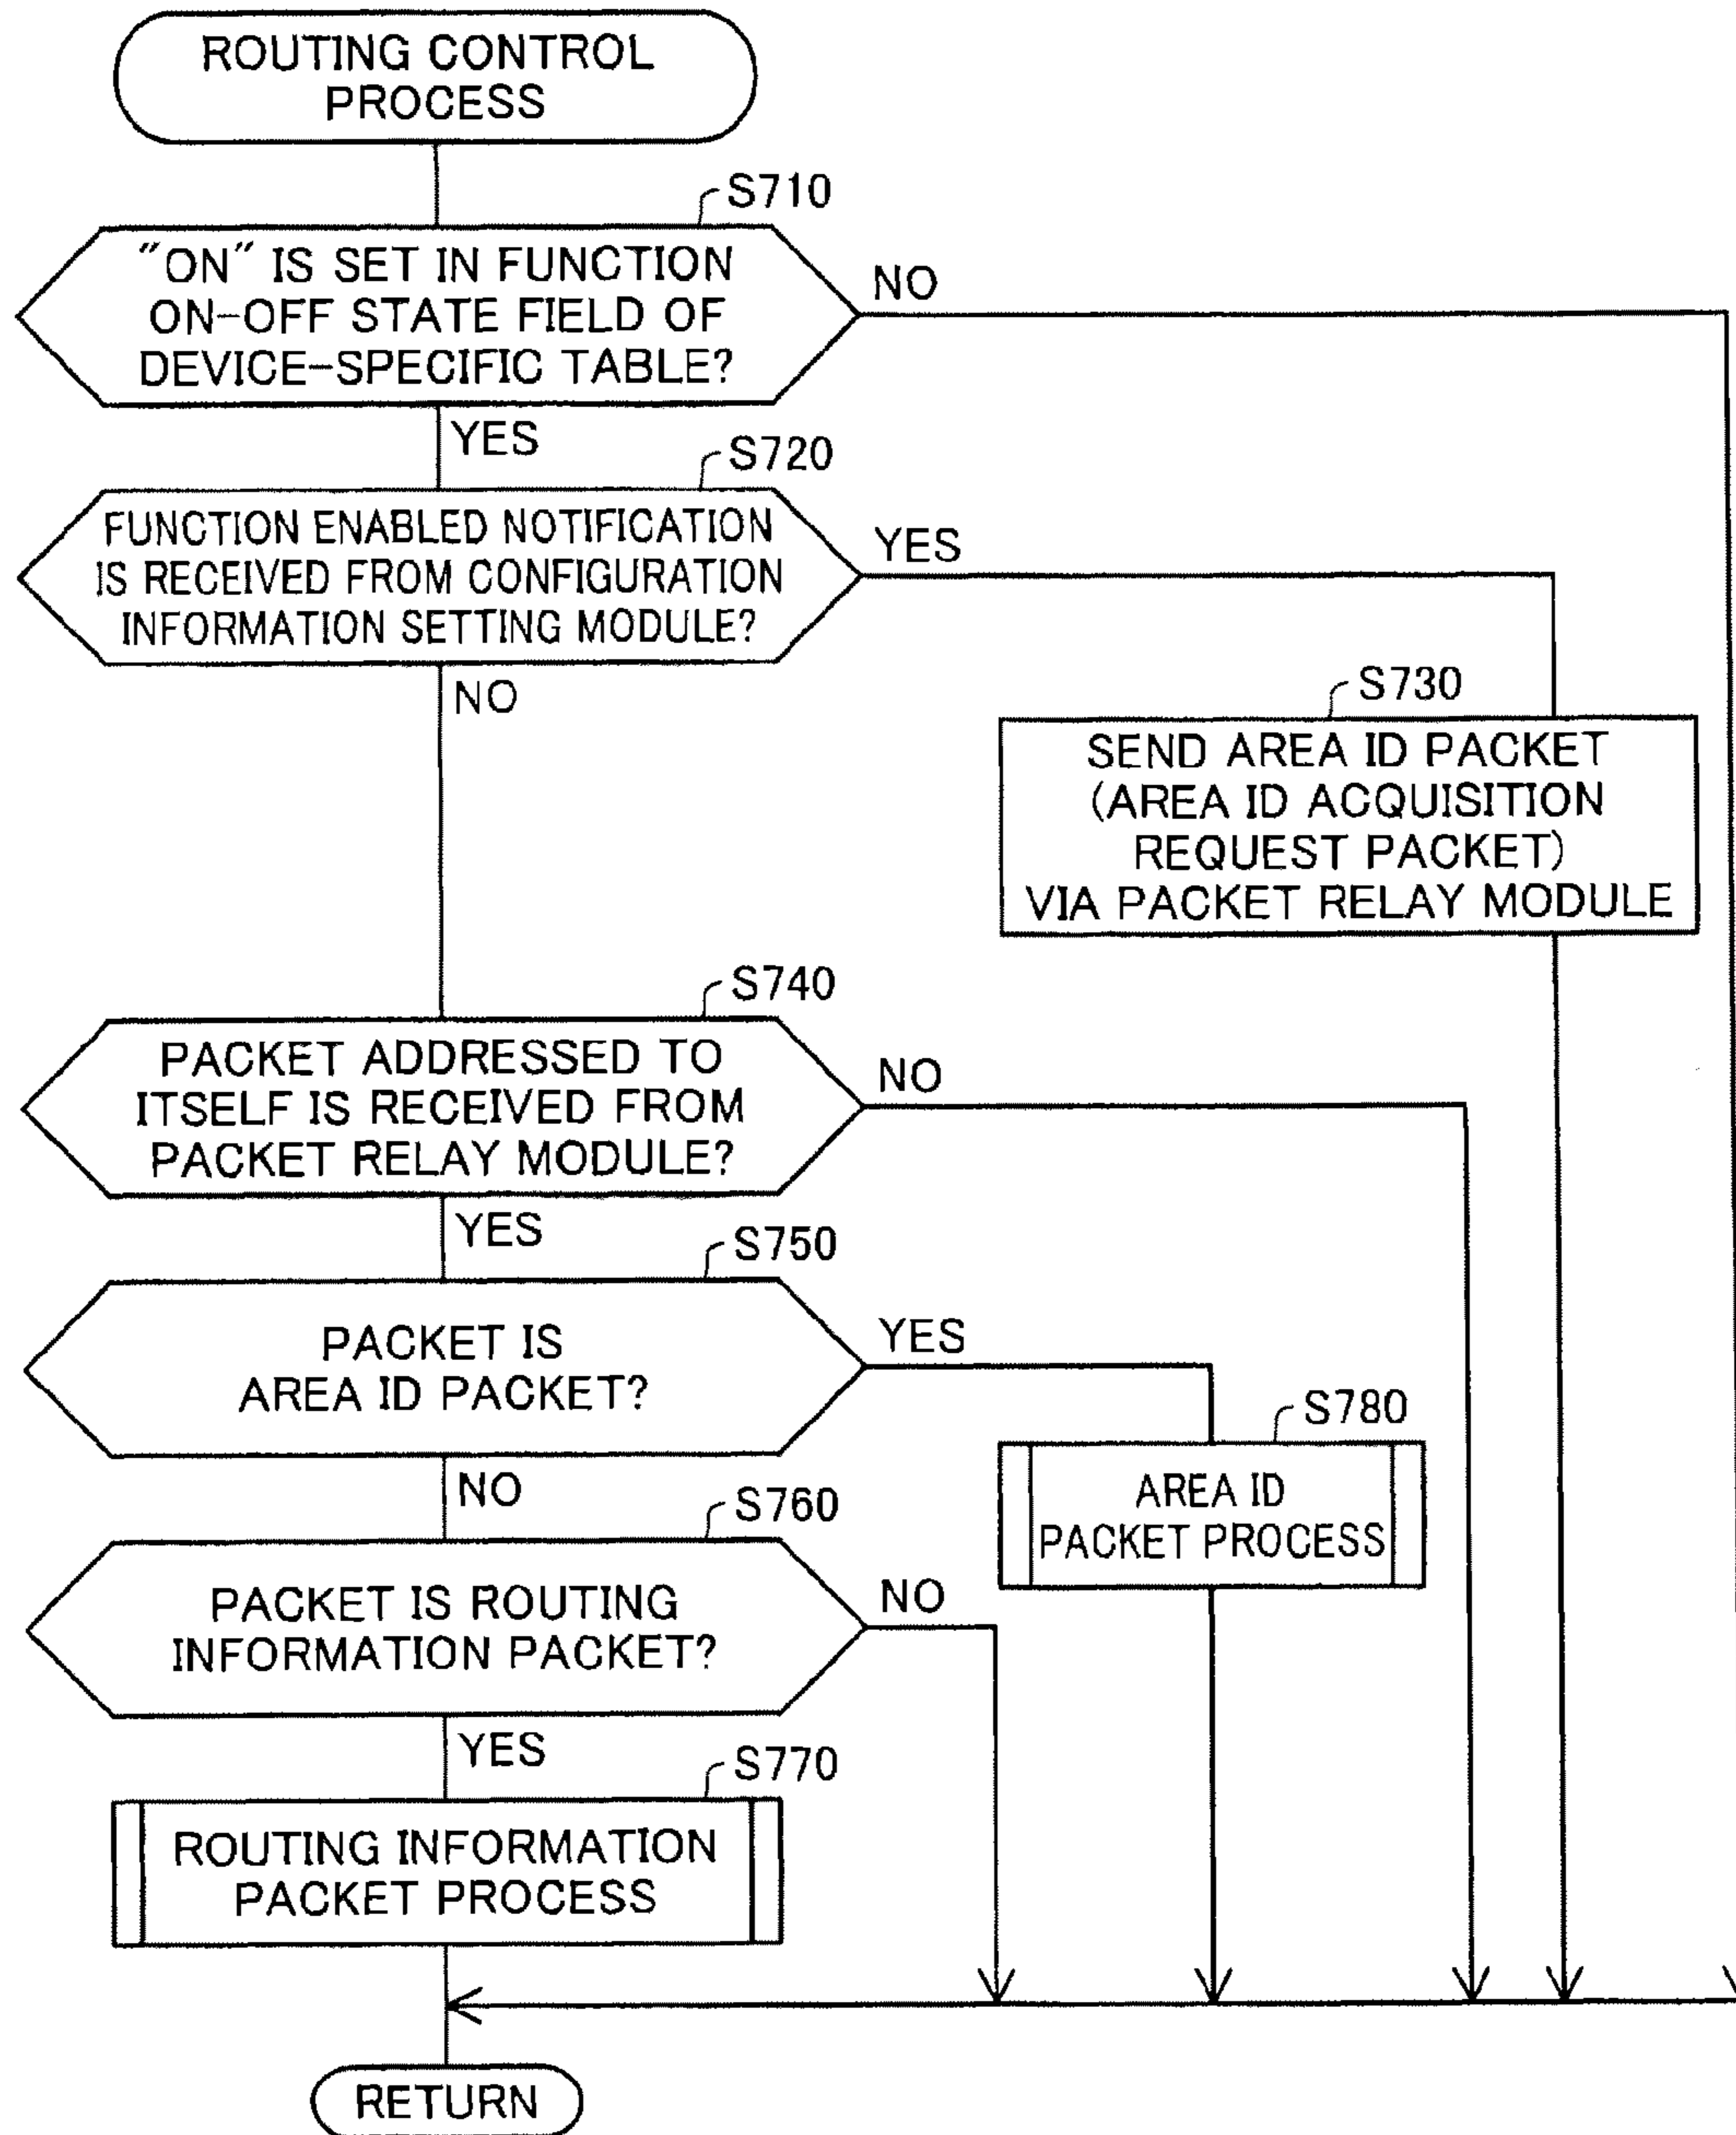 ROUTING CONTROL
PROCESS
S710
"ON" IS SET IN FUNCTION
ON-OFF STATE FIELD OF
DEVICE-SPECIFIC TABLE?
NO
YES
S720
FUNCTION ENABLED NOTIFICATION
IS RECEIVED FROM CONFIGURATION
INFORMATION SETTING MODULE?
YES
NO
S730
SEND AREA ID PACKET
(AREA ID ACQUISITION
REQUEST PACKET)
VIA PACKET RELAY MODULE
S740
PACKET ADDRESSED TO
ITSELF IS RECEIVED FROM
PACKET RELAY MODULE?
NO
YES
S750
PACKET IS
AREA ID PACKET?
YES
S780
AREA ID
PACKET PROCESS
NO
S760
PACKET IS ROUTING
INFORMATION PACKET?
NO
YES
S770
ROUTING INFORMATION
PACKET PROCESS
RETURN